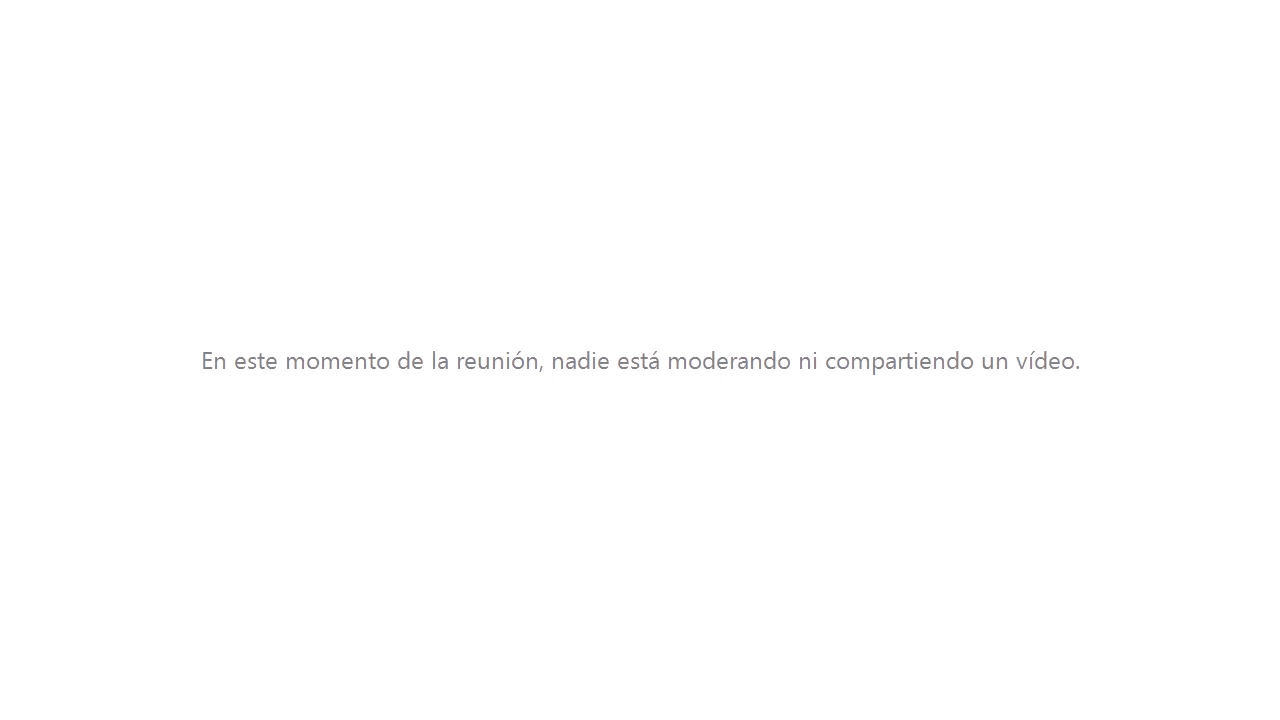 En este momento de la reunión, nadie está moderando ni compartiendo un vídeo.